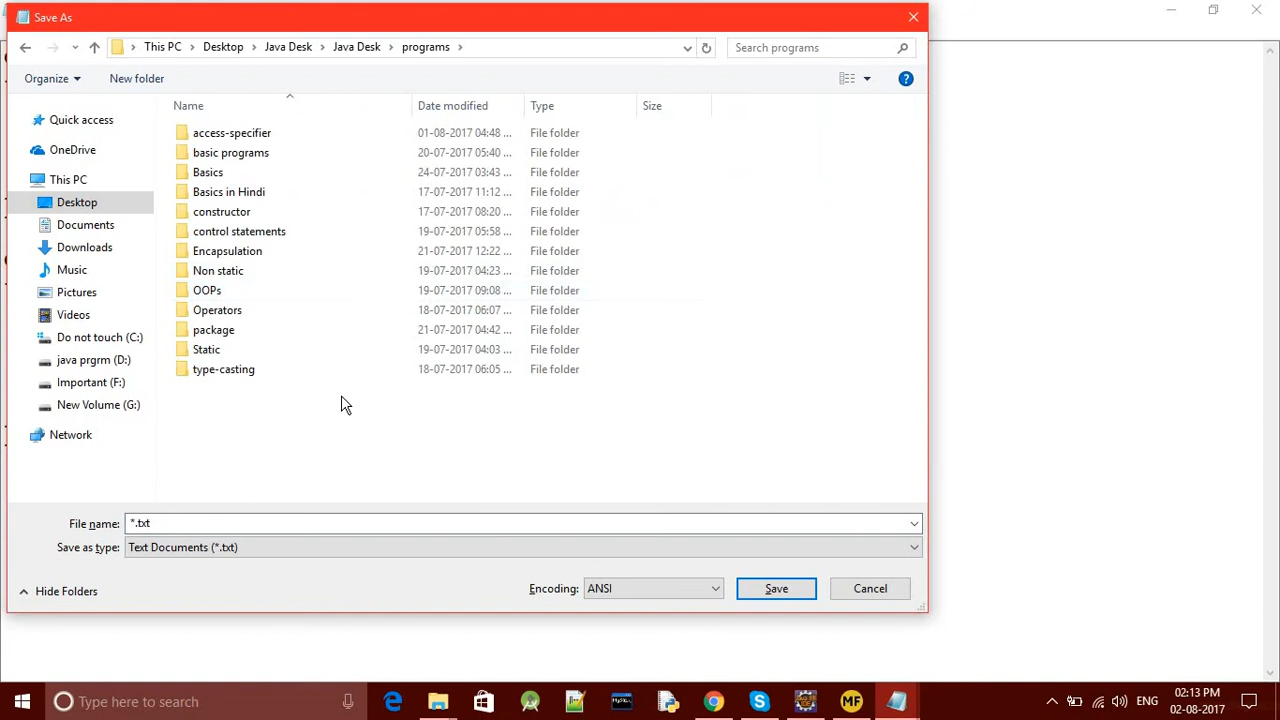 Save As
This PC Desktop Java Desk Java Desk programs
Search programs
Organize New folder
Name Date modified Type Size
Quick access
OneDrive
This PC
Desktop
Documents
Downloads
Music
Pictures
Videos
Do not touch (C:)
java prgrm (D:)
Important (F:)
New Volume (G:)
Network
access-specifier 01-08-2017 04:48 ... File folder
basic programs 20-07-2017 05:40 ... File folder
Basics 24-07-2017 03:43 ... File folder
Basics in Hindi 17-07-2017 11:12 ... File folder
constructor 17-07-2017 08:20 ... File folder
control statements 19-07-2017 05:58 ... File folder
Encapsulation 21-07-2017 12:22 ... File folder
Non static 19-07-2017 04:23 ... File folder
OOPs 19-07-2017 09:08 ... File folder
Operators 18-07-2017 06:07 ... File folder
package 21-07-2017 04:42 ... File folder
Static 19-07-2017 04:03 ... File folder
type-casting 18-07-2017 06:05 ... File folder
File name: *.txt
Save as type: Text Documents (*.txt)
Hide Folders
Encoding: ANSI Save Cancel
Type here to search
MF
ENG
02:13 PM
02-08-2017